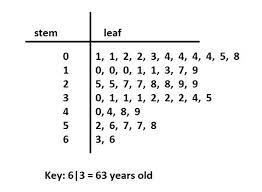 stem leaf
0 1, 1, 2, 2, 3, 4, 4, 4, 4, 5, 8
1 0, 0, 0, 1, 1, 3, 7, 9
2 5, 5, 7, 7, 8, 8, 9, 9
3 0, 1, 1, 1, 2, 2, 2, 4, 5
4 0, 4, 8, 9
5 2, 6, 7, 7, 8
6 3, 6
Key: 6|3 = 63 years old